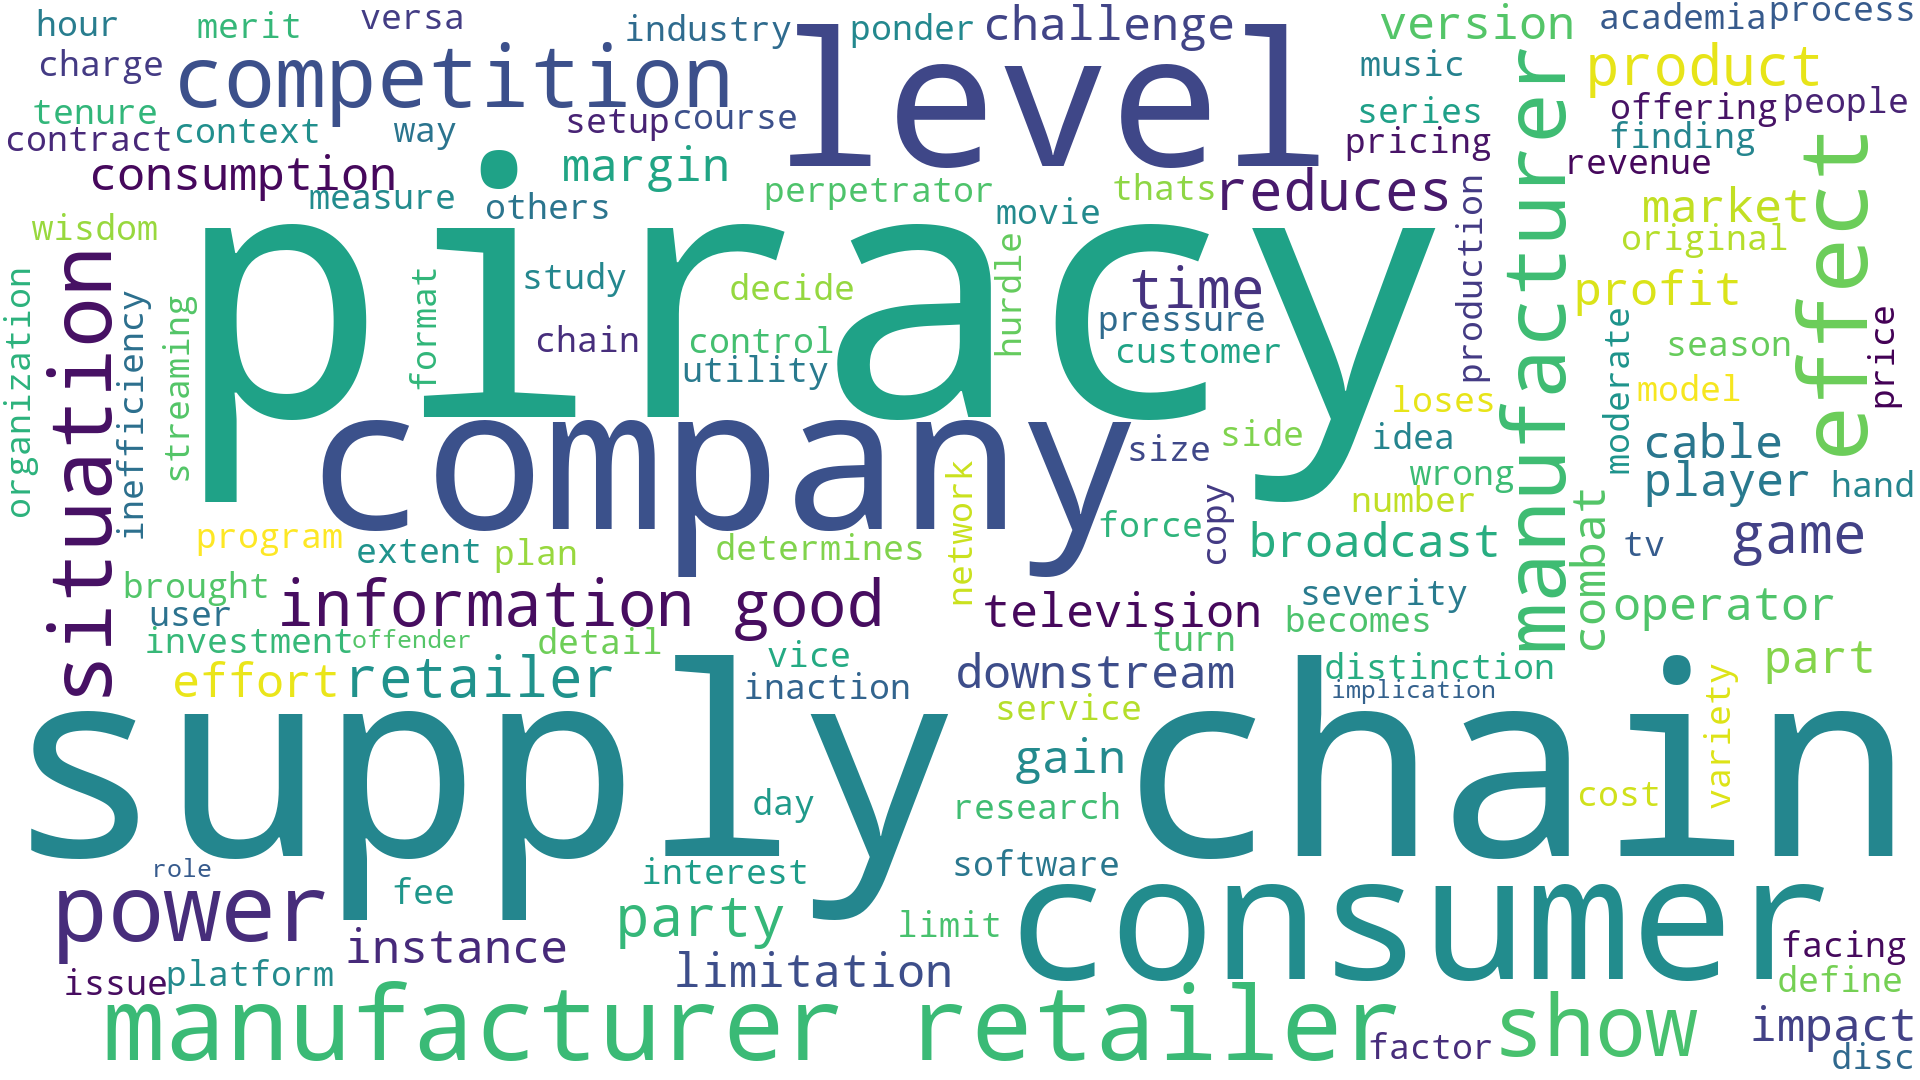 hour
merit
versa
industry
ponder
challenge
version
academia
process
charge
competition
level
music
manufacturer
product
tenure
series
offering
people
contract
context
way
setup
course
pricing
finding
effect
consumption
margin
revenue
measure
others
perpetrator
thats
reduces
movie
market
wisdom
piracy
original
situation
organization
inefficiency
streaming
format
study
decide
hurdle
time
production
profit
chain
control
utility
pressure
customer
moderate
season
price
model
company
loses
size
side
idea
cable
wrong
player
hand
network
copy
number
program
extent
plan
determines
force
broadcast
combat
tv
game
brought
user
information good
television
severity
becomes
operator
investment
offender
detail
vice
turn
distinction
part
effort
retailer
inaction
downstream
implication
supply chain
service
gain
variety
day
research
cost
role
power
fee
interest
software
consumer
instance
party
limit
limitation
facing
issue
platform
define
manufacturer retailer
show
impact
factor
disc